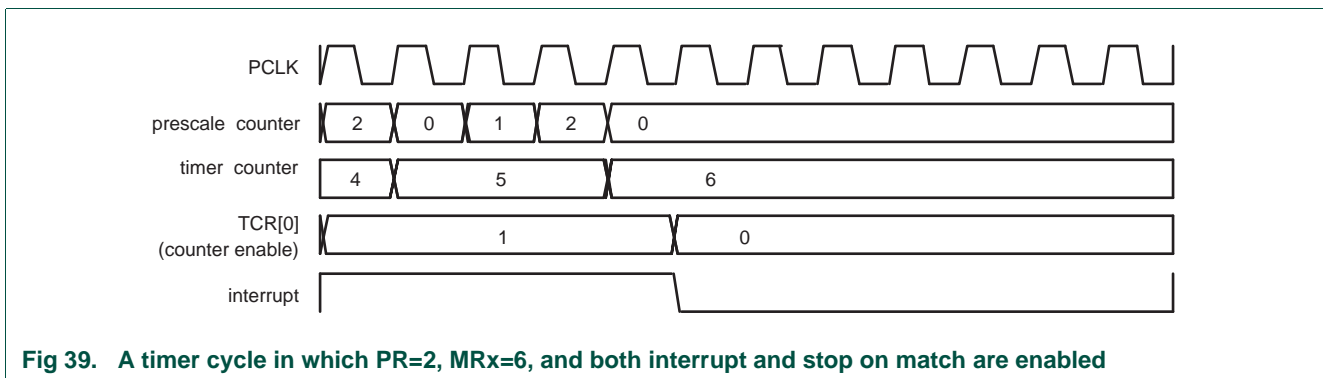 PCLK
prescale counter 2 0 1 2 0
timer counter 4 5 6
TCR[0]
(counter enable) 1 0
interrupt
Fig 39. A timer cycle in which PR=2, MRx=6, and both interrupt and stop on match are enabled